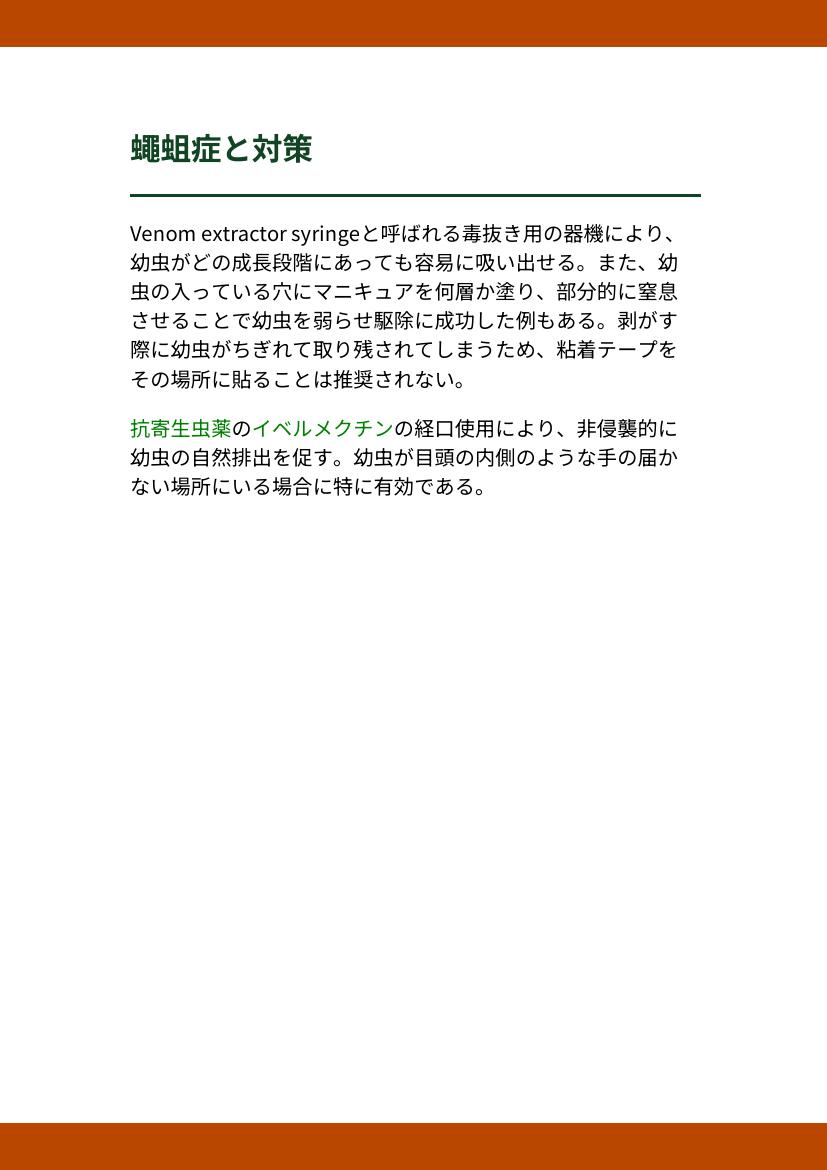 蠅蛆症と対策
Venom extractor syringeと呼ばれる毒抜き用の器機により、
幼虫がどの成長段階にあっても容易に吸い出せる。また、幼
虫の入っている穴にマニキュアを何層か塗り、部分的に窒息
させることで幼虫を弱らせ駆除に成功した例もある。剥がす
際に幼虫がちぎれて取り残されてしまうため、粘着テープを
その場所に貼ることは推奨されない。
抗寄生虫薬のイベルメクチンの経口使用により、非侵襲的に
幼虫の自然排出を促す。幼虫が目頭の内側のような手の届か
ない場所にいる場合に特に有効である。